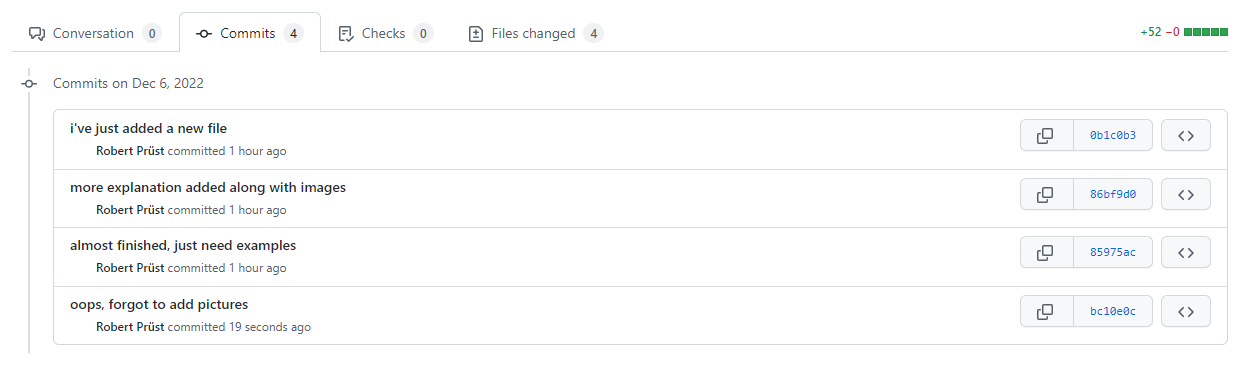 Conversation 0 Commits 4 Checks 0 Files changed 4 +52 −0
Commits on Dec 6, 2022
i've just added a new file
Robert Prüst committed 1 hour ago
0b1c0b3
more explanation added along with images
Robert Prüst committed 1 hour ago
86bf9d0
almost finished, just need examples
Robert Prüst committed 1 hour ago
85975ac
oops, forgot to add pictures
Robert Prüst committed 19 seconds ago
bc10e0c